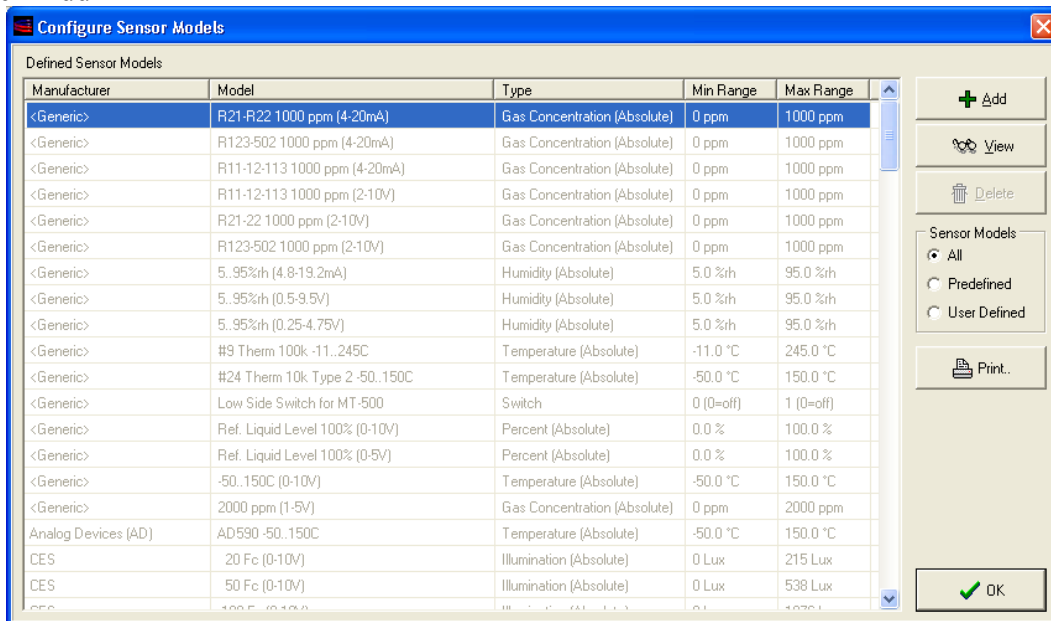 Configure Sensor Models
Defined Sensor Models
Manufacturer Model Type Min Range Max Range
<Generic> R21-R22 1000 ppm (4-20mA) Gas Concentration (Absolute) 0 ppm 1000 ppm
<Generic> R123-502 1000 ppm (4-20mA) Gas Concentration (Absolute) 0 ppm 1000 ppm
<Generic> R11-12-113 1000 ppm (4-20mA) Gas Concentration (Absolute) 0 ppm 1000 ppm
<Generic> R11-12-113 1000 ppm (2-10V) Gas Concentration (Absolute) 0 ppm 1000 ppm
<Generic> R21-22 1000 ppm (2-10V) Gas Concentration (Absolute) 0 ppm 1000 ppm
<Generic> R123-502 1000 ppm (2-10V) Gas Concentration (Absolute) 0 ppm 1000 ppm
<Generic> 5..95%rh (4.8-19.2mA) Humidity (Absolute) 5.0 %rh 95.0 %rh
<Generic> 5..95%rh (0.5-9.5V) Humidity (Absolute) 5.0 %rh 95.0 %rh
<Generic> 5..95%rh (0.25-4.75V) Humidity (Absolute) 5.0 %rh 95.0 %rh
<Generic> #9 Therm 100k -11..245C Temperature (Absolute) -11.0 °C 245.0 °C
<Generic> #24 Therm 10k Type 2 -50..150C Temperature (Absolute) -50.0 °C 150.0 °C
<Generic> Low Side Switch for MT-500 Switch 0 (0=off) 1 (0=off)
<Generic> Ref. Liquid Level 100% (0-10V) Percent (Absolute) 0.0 % 100.0 %
<Generic> Ref. Liquid Level 100% (0-5V) Percent (Absolute) 0.0 % 100.0 %
<Generic> -50..150C (0-10V) Temperature (Absolute) -50.0 °C 150.0 °C
<Generic> 2000 ppm (1-5V) Gas Concentration (Absolute) 0 ppm 2000 ppm
Analog Devices (AD) AD590 -50..150C Temperature (Absolute) -50.0 °C 150.0 °C
CES 20 Fc (0-10V) Illumination (Absolute) 0 Lux 215 Lux
CES 50 Fc (0-10V) Illumination (Absolute) 0 Lux 538 Lux
Add
View
Delete
Sensor Models
All
Predefined
User Defined
Print..
OK